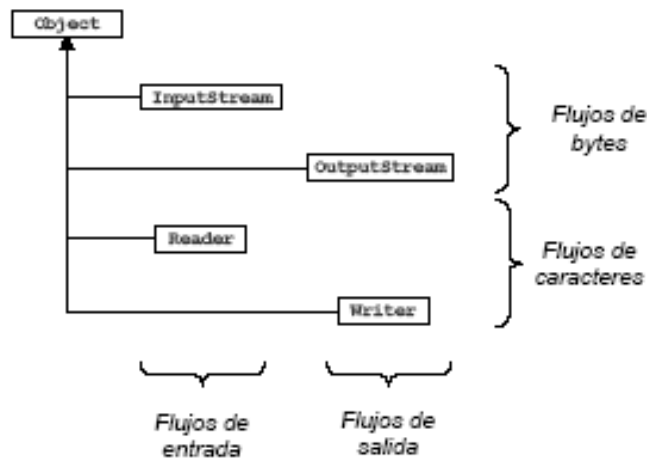 Object
InputStream
Flujos de
bytes
OutputStream
Reader
Flujos de
caracteres
Writer
Flujos de
entrada
Flujos de
salida